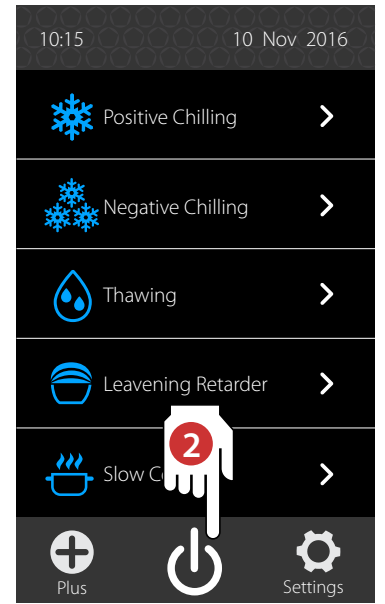 10:15 10 Nov 2016
Positive Chilling
Negative Chilling
Thawing
Leavening Retarder
2
Slow
Plus Settings